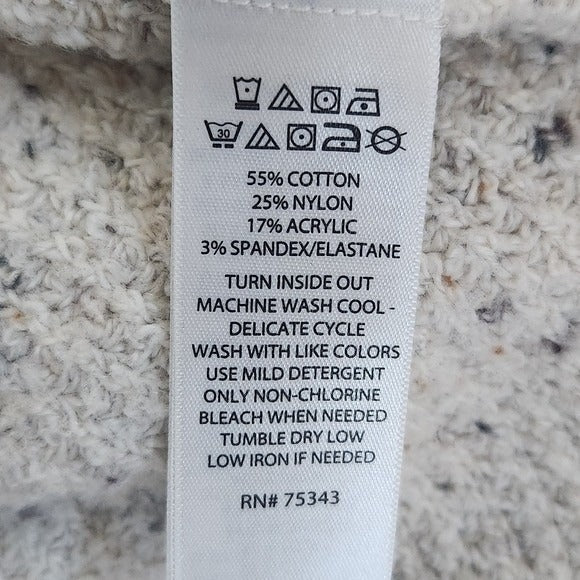 30
55% COTTON
25% NYLON
17% ACRYLIC
3% SPANDEX/ELASTANE
TURN INSIDE OUT
MACHINE WASH COOL -
DELICATE CYCLE
WASH WITH LIKE COLORS
USE MILD DETERGENT
ONLY NON-CHLORINE
BLEACH WHEN NEEDED
TUMBLE DRY LOW
LOW IRON IF NEEDED
RN# 75343